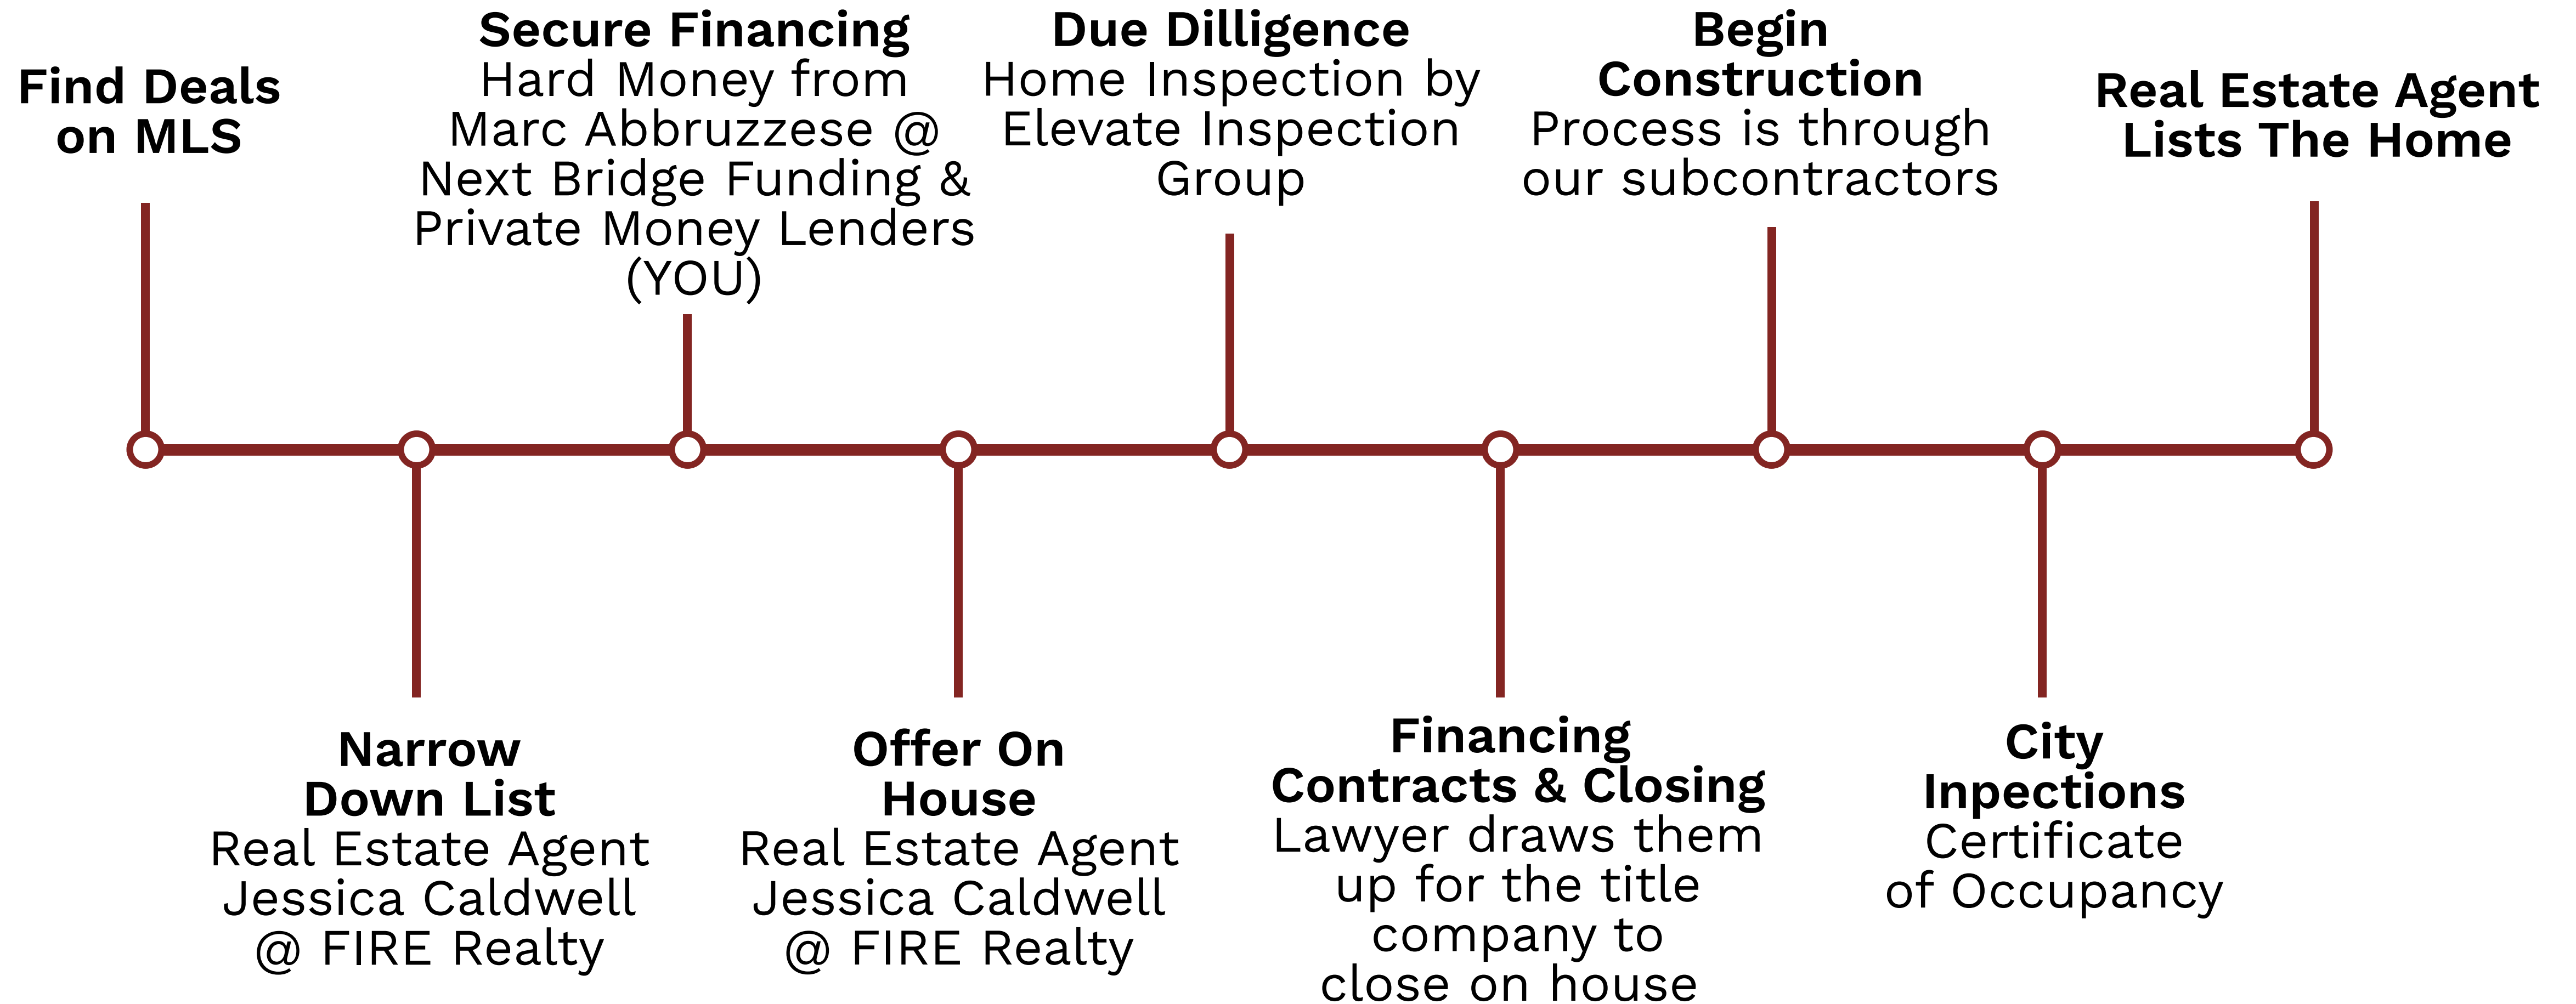 Find Deals
on MLS
Narrow
Down List
Real Estate Agent
Jessica Caldwell
@ FIRE Realty
Secure Financing
Hard Money from
Marc Abbruzzese @
Next Bridge Funding &
Private Money Lenders
(YOU)
Offer On
House
Real Estate Agent
Jessica Caldwell
@ FIRE Realty
Due Dilligence
Home Inspection by
Elevate Inspection
Group
Financing
Contracts & Closing
Lawyer draws them
up for the title
company to
close on house
Begin
Construction
Process is through
our subcontractors
City
Inpections
Certificate
of Occupancy
Real Estate Agent
Lists The Home